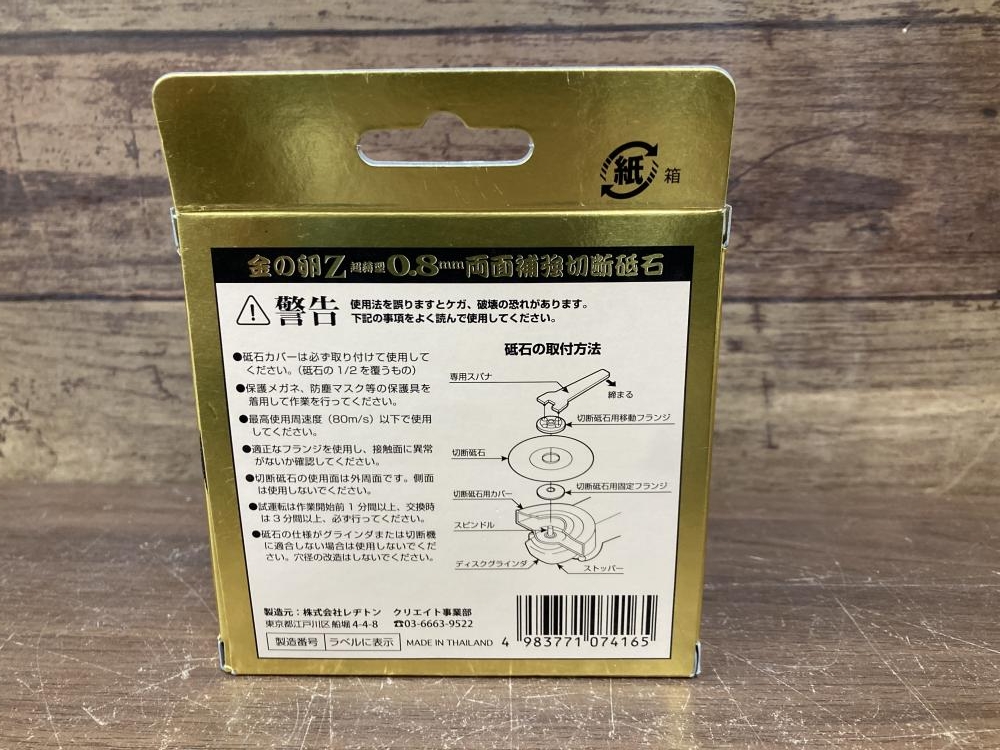 紙
箱
金の卵Z 超綺型0.8mm両面補強切断砥石
警告
使用法を誤りますとケガ、破壊の恐れがあります。
下記の事項をよく読んで使用してください。
●砥石カバーは必ず取り付けて使用して
ください。（砥石の1/2を覆うもの）
●保護メガネ、防塵マスク等の保護具を
着用して作業を行ってください。
●最高使用周速度（80m/s）以下で使用
してください。
●適正なフランジを使用し、接触面に異常
がないか確認してください。
●切断砥石の使用面は外周面です。側面
は使用しないでください。
●試運転は作業開始前1分間以上、交換時
は3分間以上、必ず行ってください。
●砥石の仕様がグラインダまたは切断機
に適合しない場合は使用しないでくだ
さい。穴径の改造はしないでください。
砥石の取付方法
専用スパナ
締まる
切断砥石用移動フランジ
切断砥石
切断砥石用固定フランジ
切断砥石用カバー
スピンドル
ディスクグラインダ
ストッパー
製造元：株式会社レヂトン クリエイト事業部
東京都江戸川区船堀4-4-8 ☎03-6663-9522
製造番号 ラベルに表示 MADE IN THAILAND
4 983771 074165